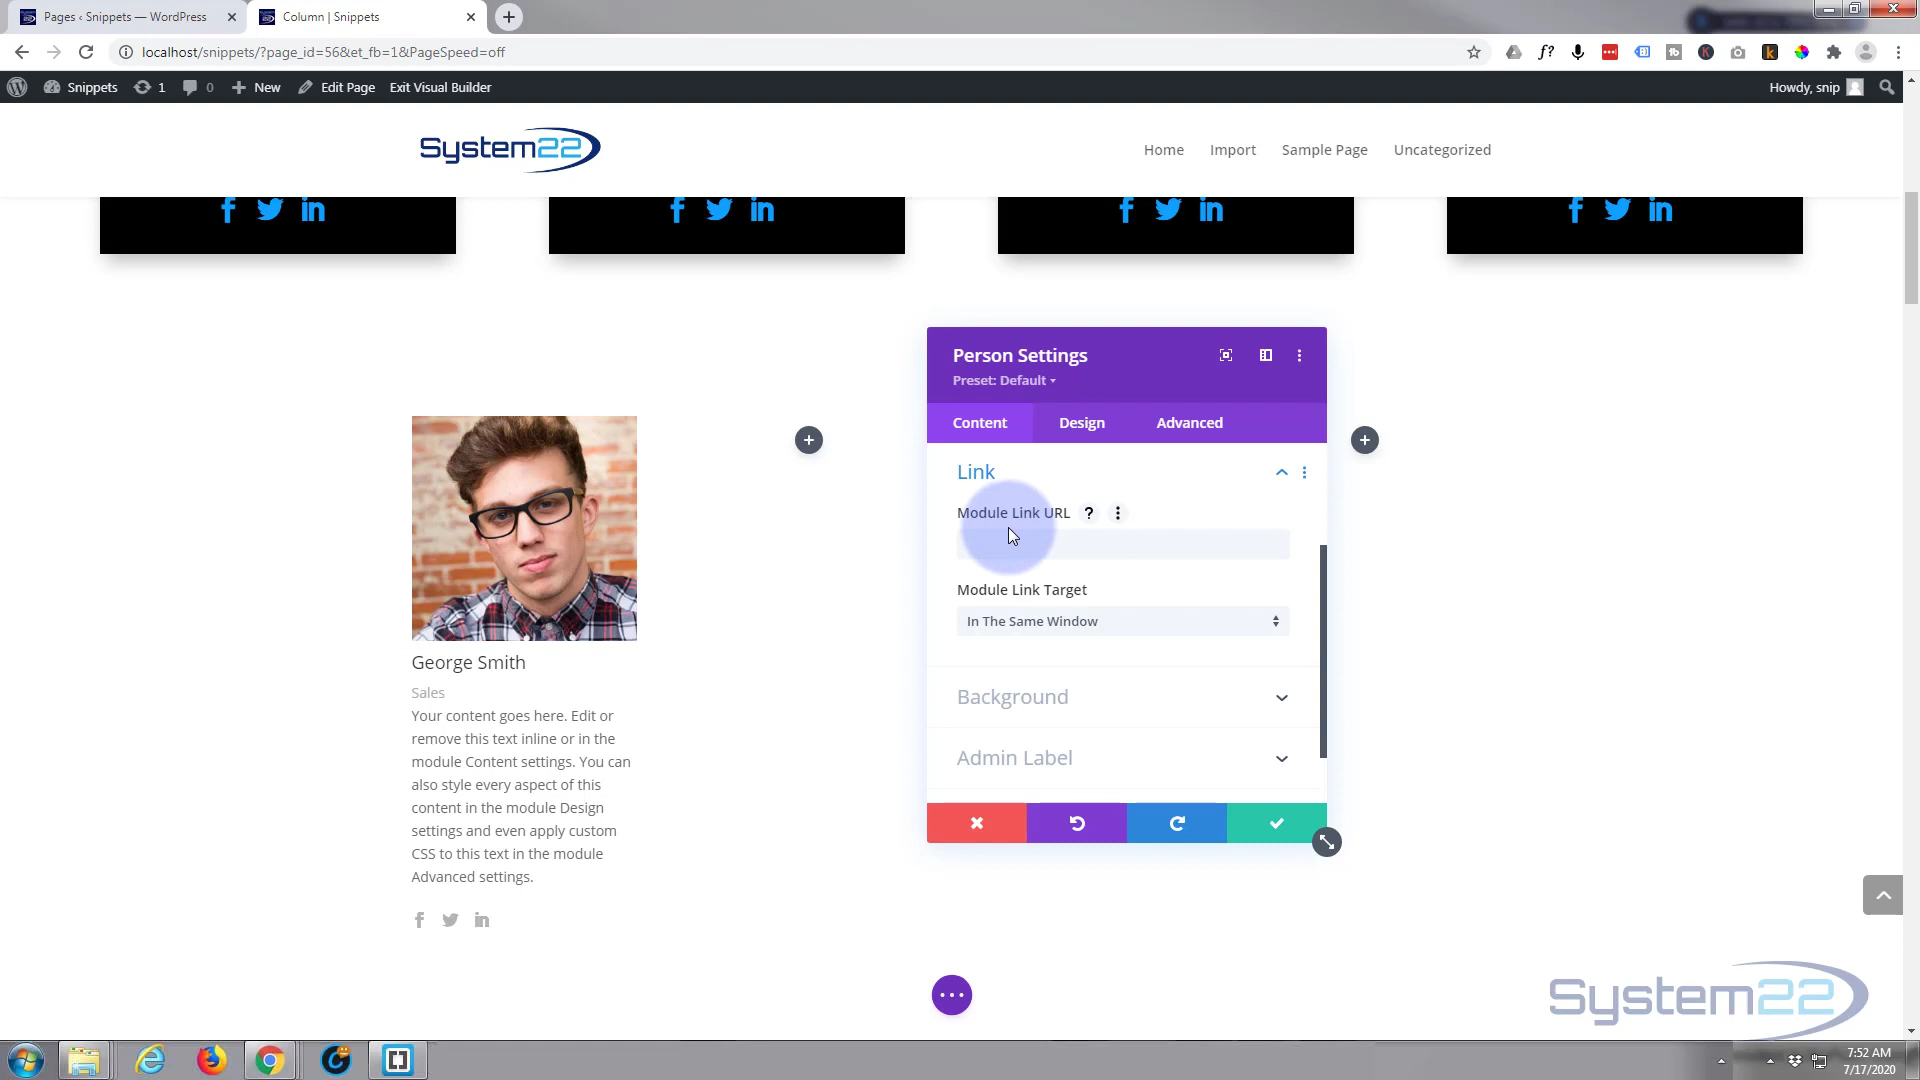 Pages ‹ Snippets — WordPress
Column | Snippets
localhost/snippets/?page_id=56&et_fb=1&PageSpeed=off
Snippets
1
0
New
Edit Page
Exit Visual Builder
Howdy, snip
System22
Home
Import
Sample Page
Uncategorized
Person Settings
Preset: Default
Content
Design
Advanced
Link
Module Link URL ?
Module Link Target
In The Same Window
Background
Admin Label
George Smith
Sales
Your content goes here. Edit or
remove this text inline or in the
module Content settings. You can
also style every aspect of this
content in the module Design
settings and even apply custom
CSS to this text in the module
Advanced settings.
System22
7:52 AM
7/17/2020